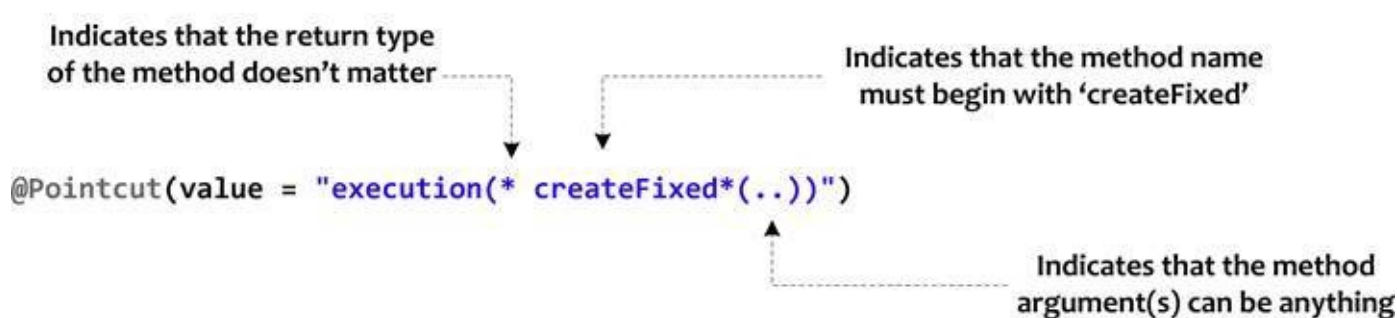 Indicates that the return type
of the method doesn’t matter
Indicates that the method name
must begin with ‘createFixed’
@Pointcut(value = "execution(* createFixed*(..))")
Indicates that the method
argument(s) can be anything